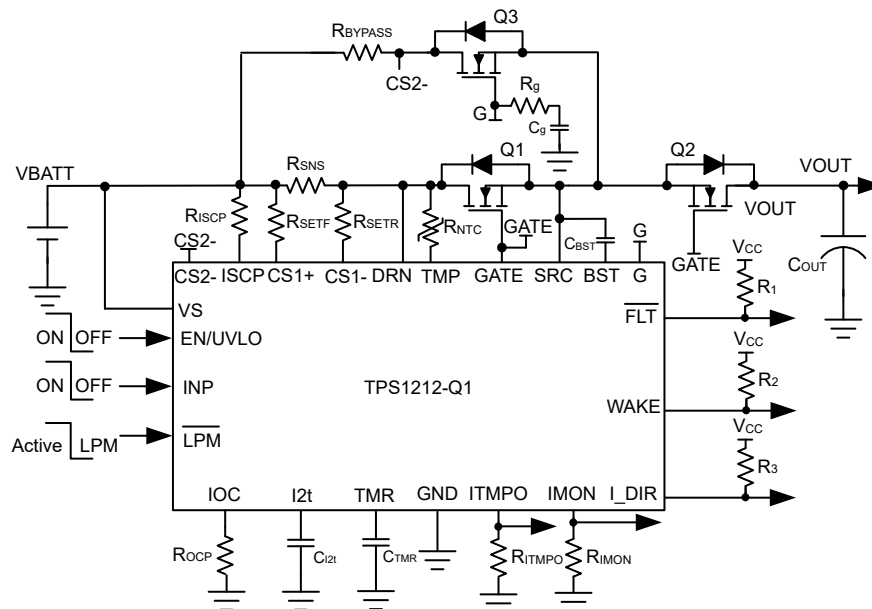 RBYPASS
Q3
CS2-
Rg
G
Cg
VBATT
RSNS
Q1
Q2
VOUT
VOUT
RISCP
RSETF
RSETR
RNTC
GATE
CBST
G
GATE
COUT
CS2-
CS2- ISCP CS1+ CS1- DRN TMP GATE SRC BST G
VS
VCC
R1
FLT
ON OFF
EN/UVLO
ON OFF
INP
TPS1212-Q1
VCC
R2
WAKE
Active LPM
LPM
VCC
R3
IOC I2t TMR GND ITMPO IMON I_DIR
ROCP
CI2t
CTMR
RITMPO
RIMON